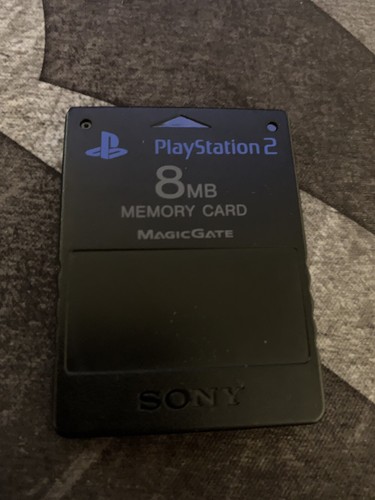 PlayStation 2
8MB
MEMORY CARD
MAGICGATE
SONY